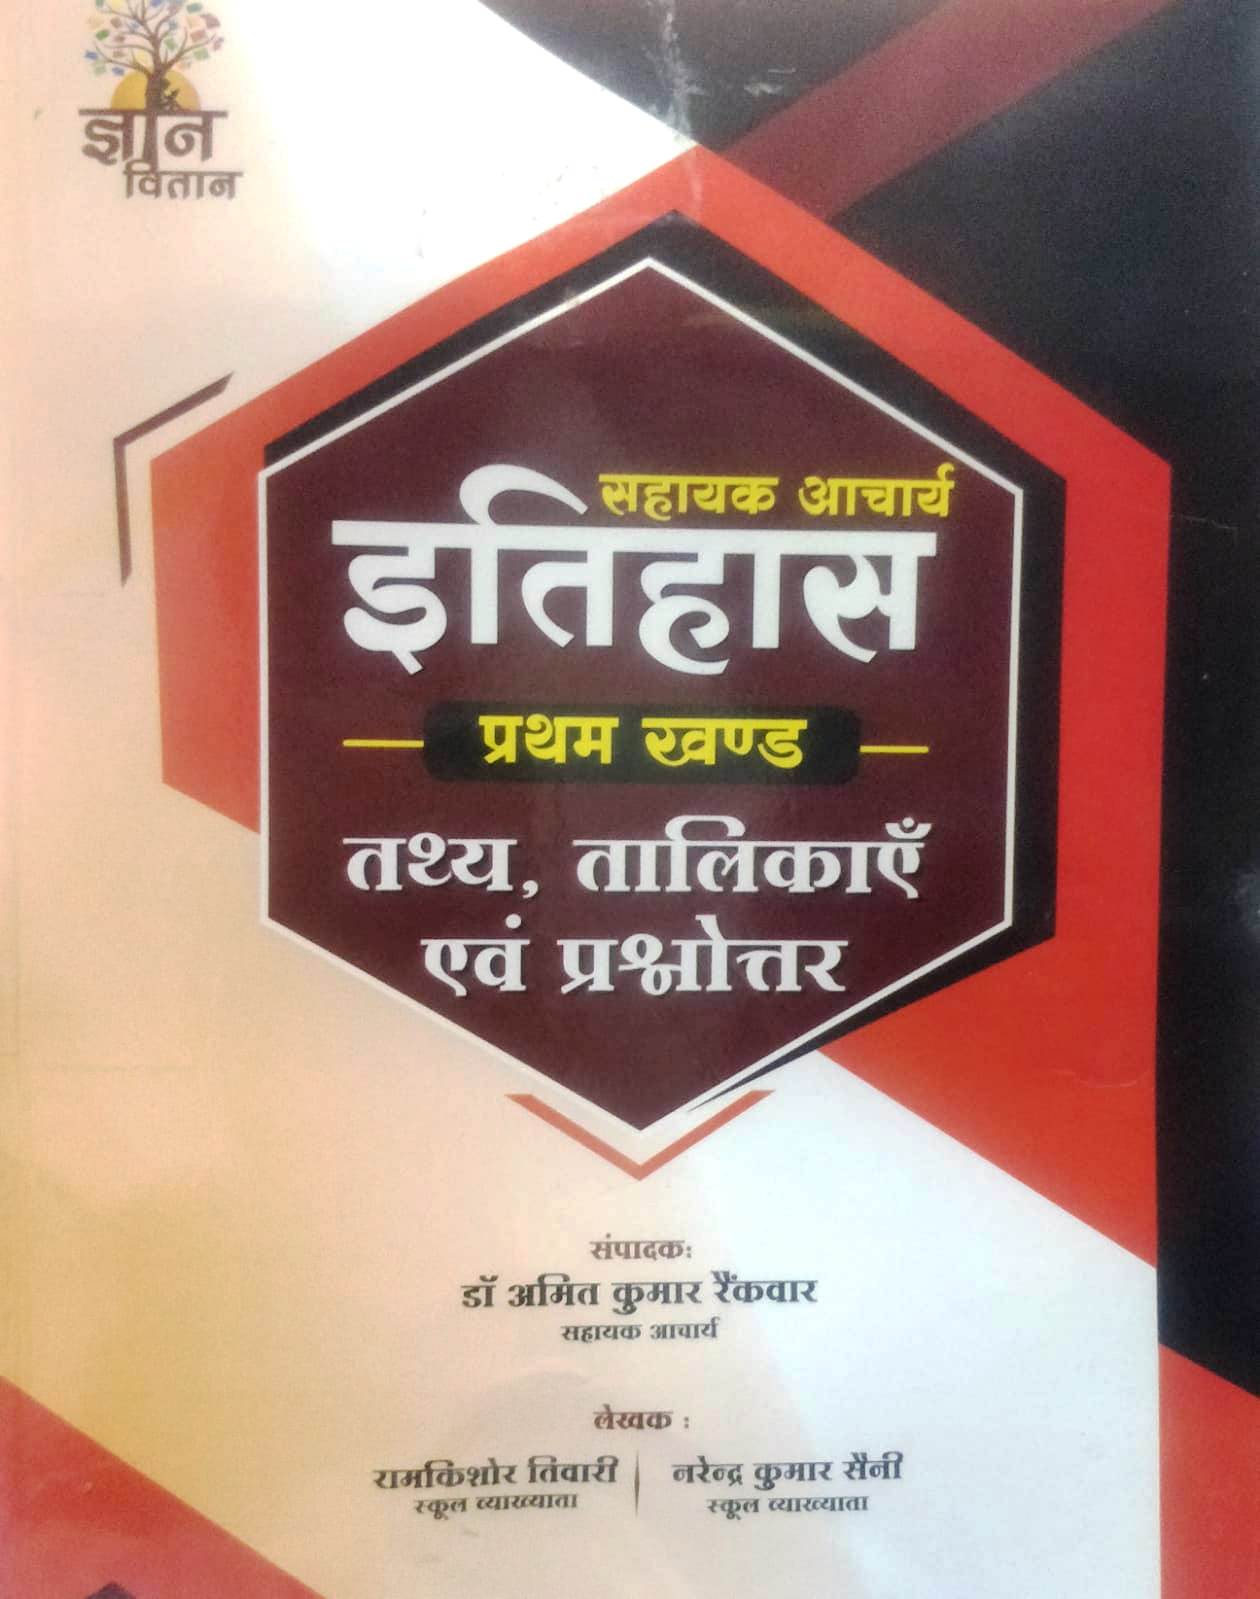 ज्ञान
वितान
सहायक आचार्य
इतिहास
प्रथम खण्ड
तथ्य, तालिकाएँ
एवं प्रश्नोत्तर
संपादक:
डॉ अमित कुमार रैंकवार
सहायक आचार्य
लेखक :
रामकिशोर तिवारी
स्कूल व्याख्याता
नरेन्द्र कुमार सैनी
स्कूल व्याख्याता